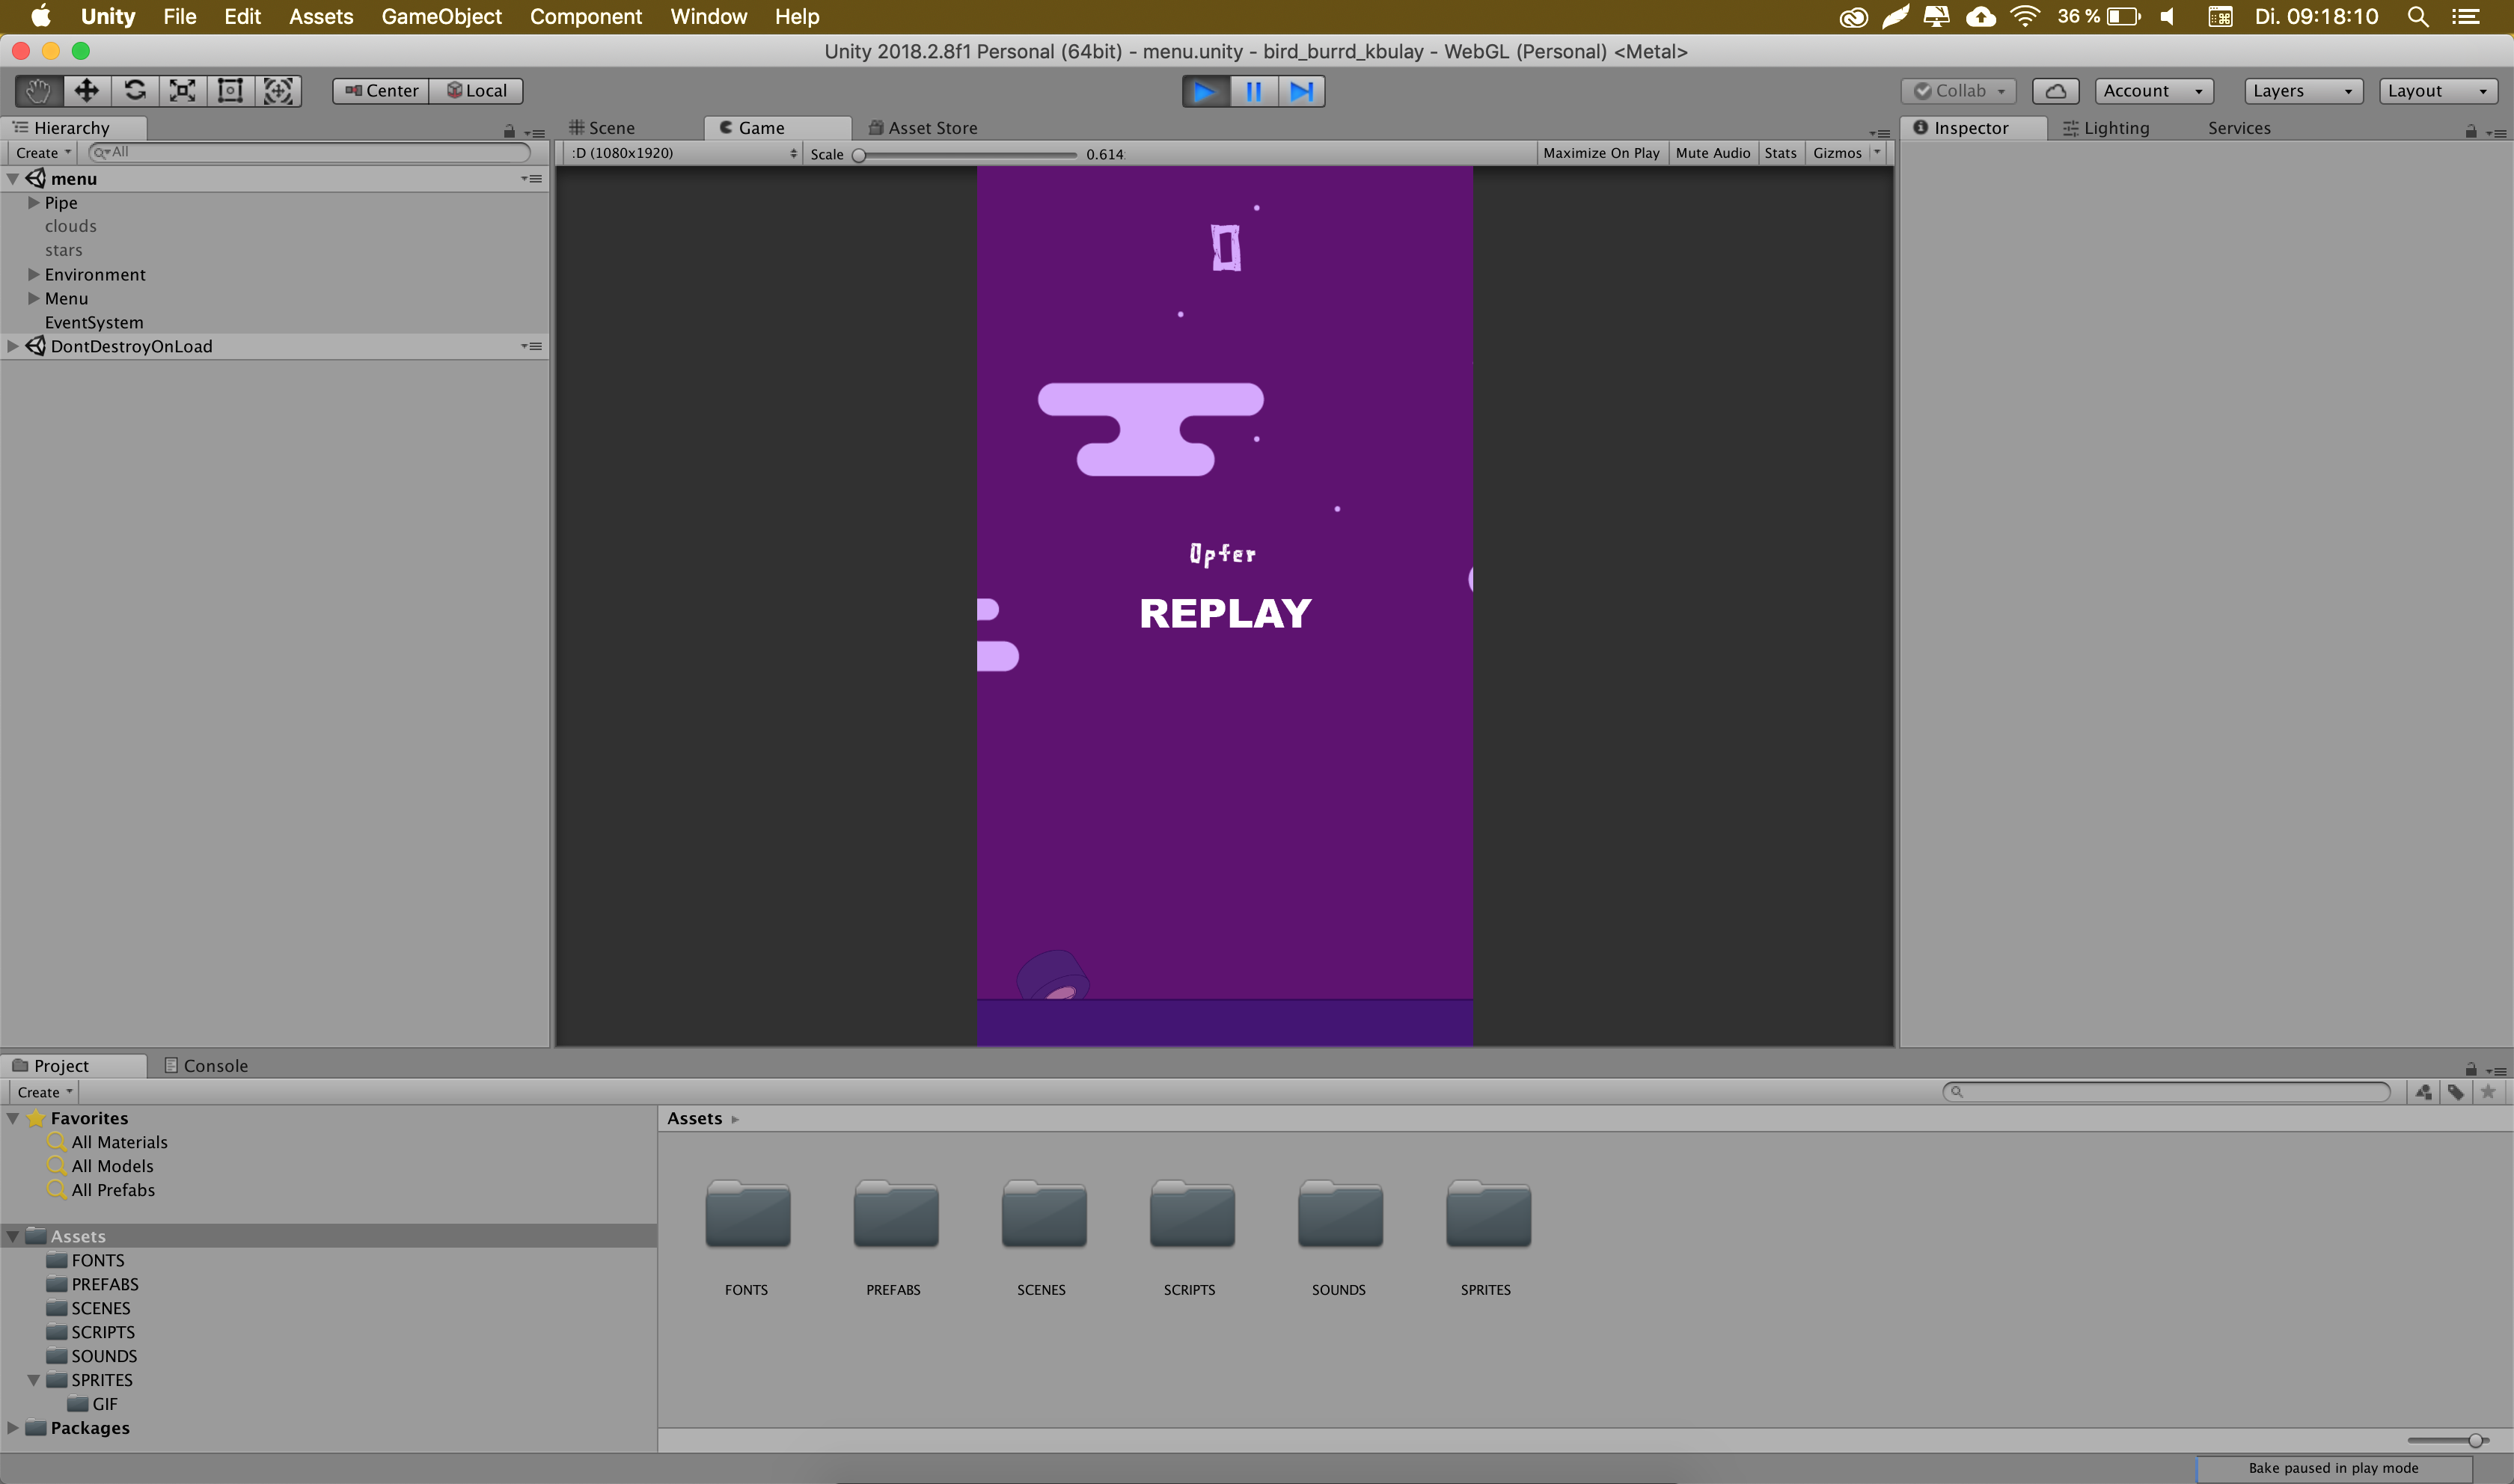 Unity File Edit Assets GameObject Component Window Help 36 % Di. 09:18:10
Unity 2018.2.8f1 Personal (64bit) - menu.unity - bird_burrd_kbulay - WebGL (Personal) <Metal>
Center Local Collab Account Layers Layout
Hierarchy Scene Game Asset Store Inspector Lighting Services
Create All :D (1080x1920) Scale 0.614 Maximize On Play Mute Audio Stats Gizmos
menu
Pipe
clouds
stars
Environment
Menu
EventSystem
DontDestroyOnLoad
0
Opfer
REPLAY
Project Console
Create
Favorites
All Materials
All Models
All Prefabs
Assets
FONTS
PREFABS
SCENES
SCRIPTS
SOUNDS
SPRITES
GIF
Packages
Assets
FONTS PREFABS SCENES SCRIPTS SOUNDS SPRITES
Bake paused in play mode